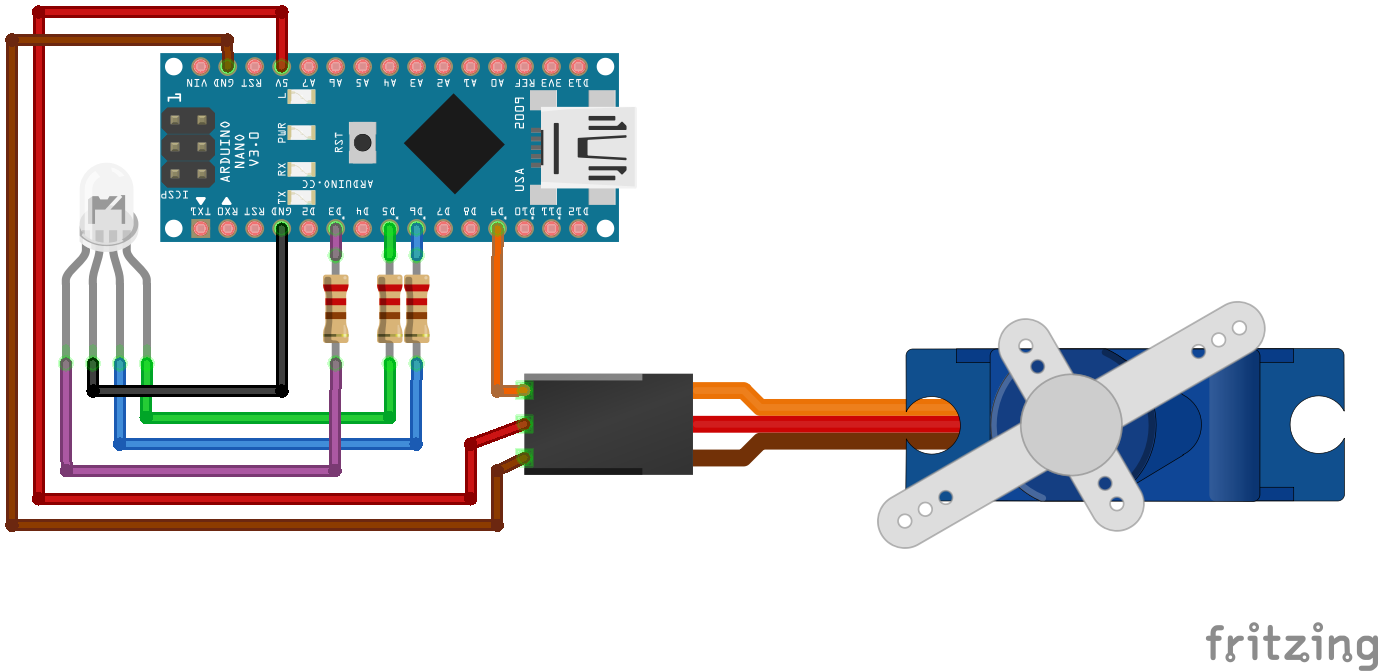 VIN GND RST 5V A7 A6 A5 A4 A3 A2 A1 A0 REF 3V3 D13
1
L
PWR
RX
TX
RST
ARDUINO
NANO
V3.0
ARDUINO.CC
2009
USA
ICSP
TX1 RX0 RST GND D2 D3 D4 D5 D6 D7 D8 D9 D10 D11 D12
fritzing